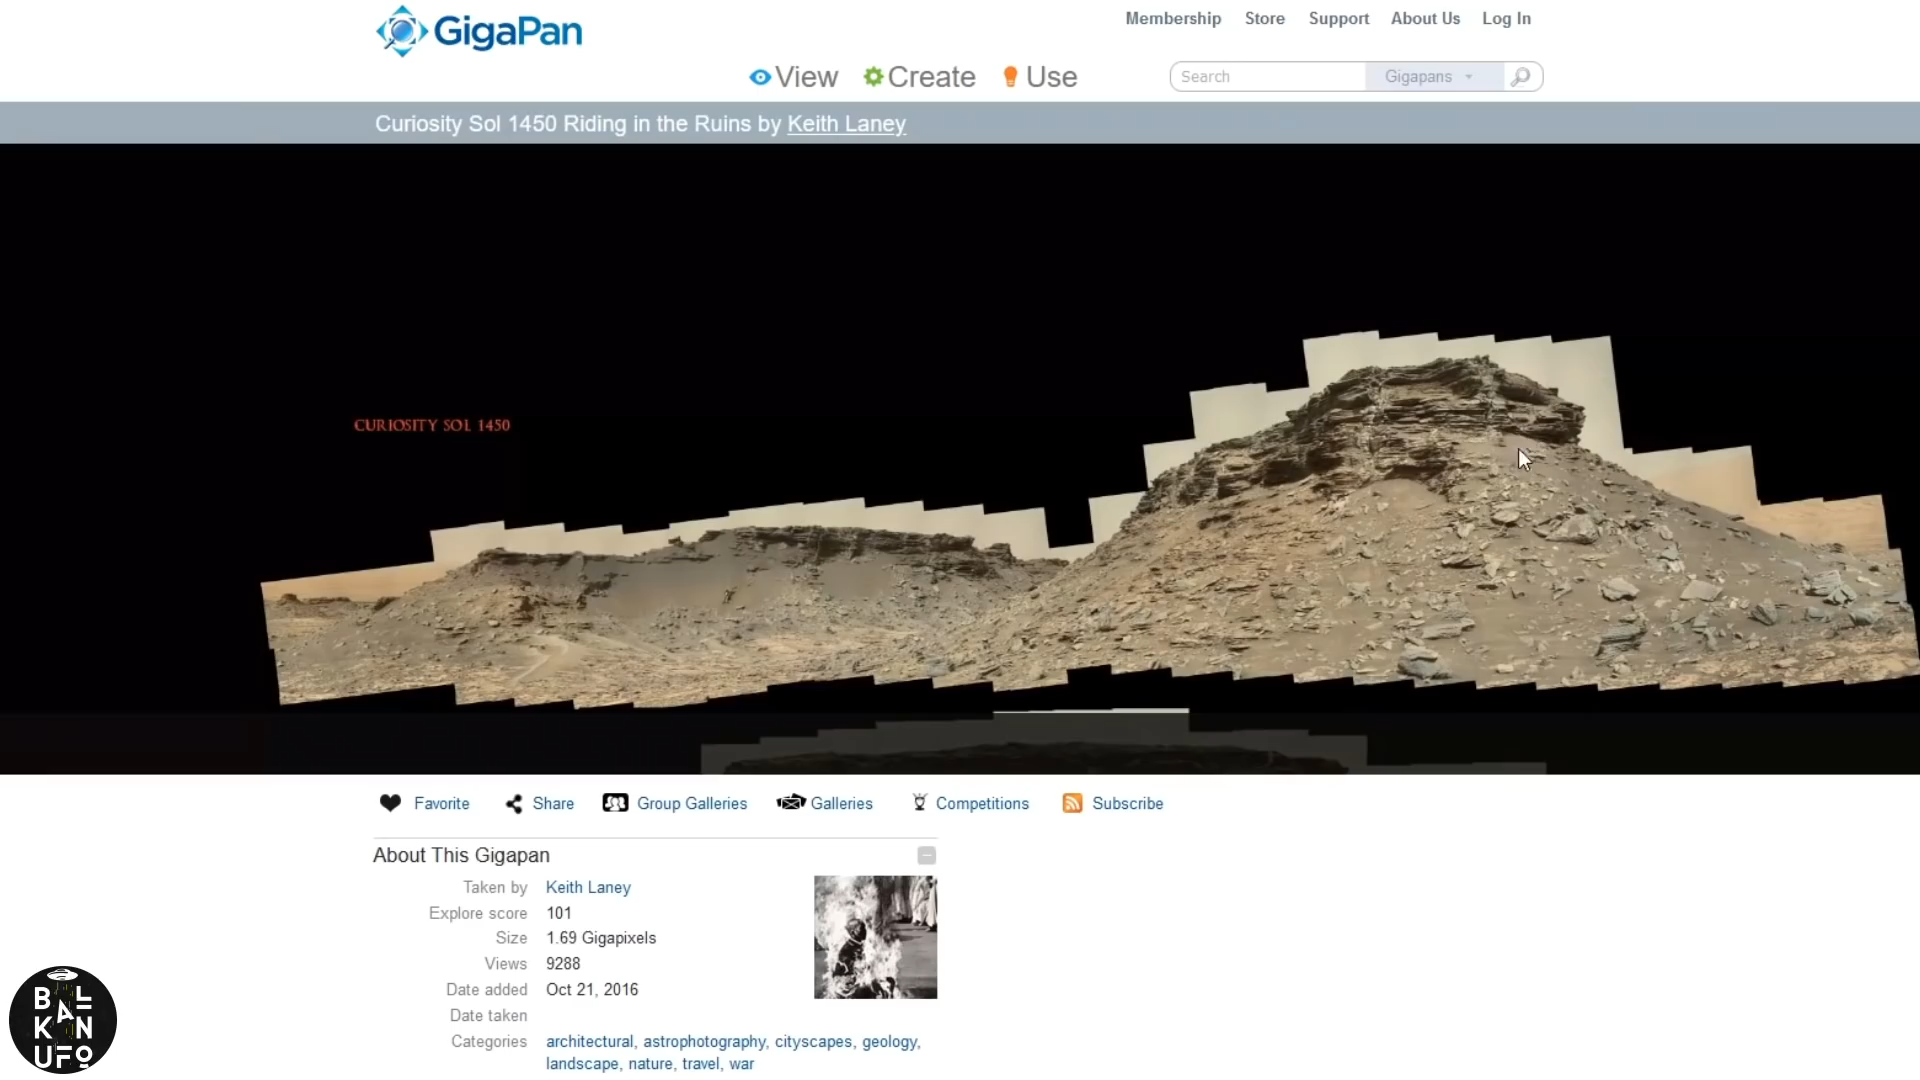 GigaPan
Membership Store Support About Us Log In
View Create Use
Search Gigapans
Curiosity Sol 1450 Riding in the Ruins by Keith Laney
CURIOSITY SOL 1450
Favorite Share Group Galleries Galleries Competitions Subscribe
About This Gigapan
Taken by Keith Laney
Explore score 101
Size 1.69 Gigapixels
Views 9288
Date added Oct 21, 2016
Date taken
Categories architectural, astrophotography, cityscapes, geology,
landscape, nature, travel, war
BAL
KAN
UFO